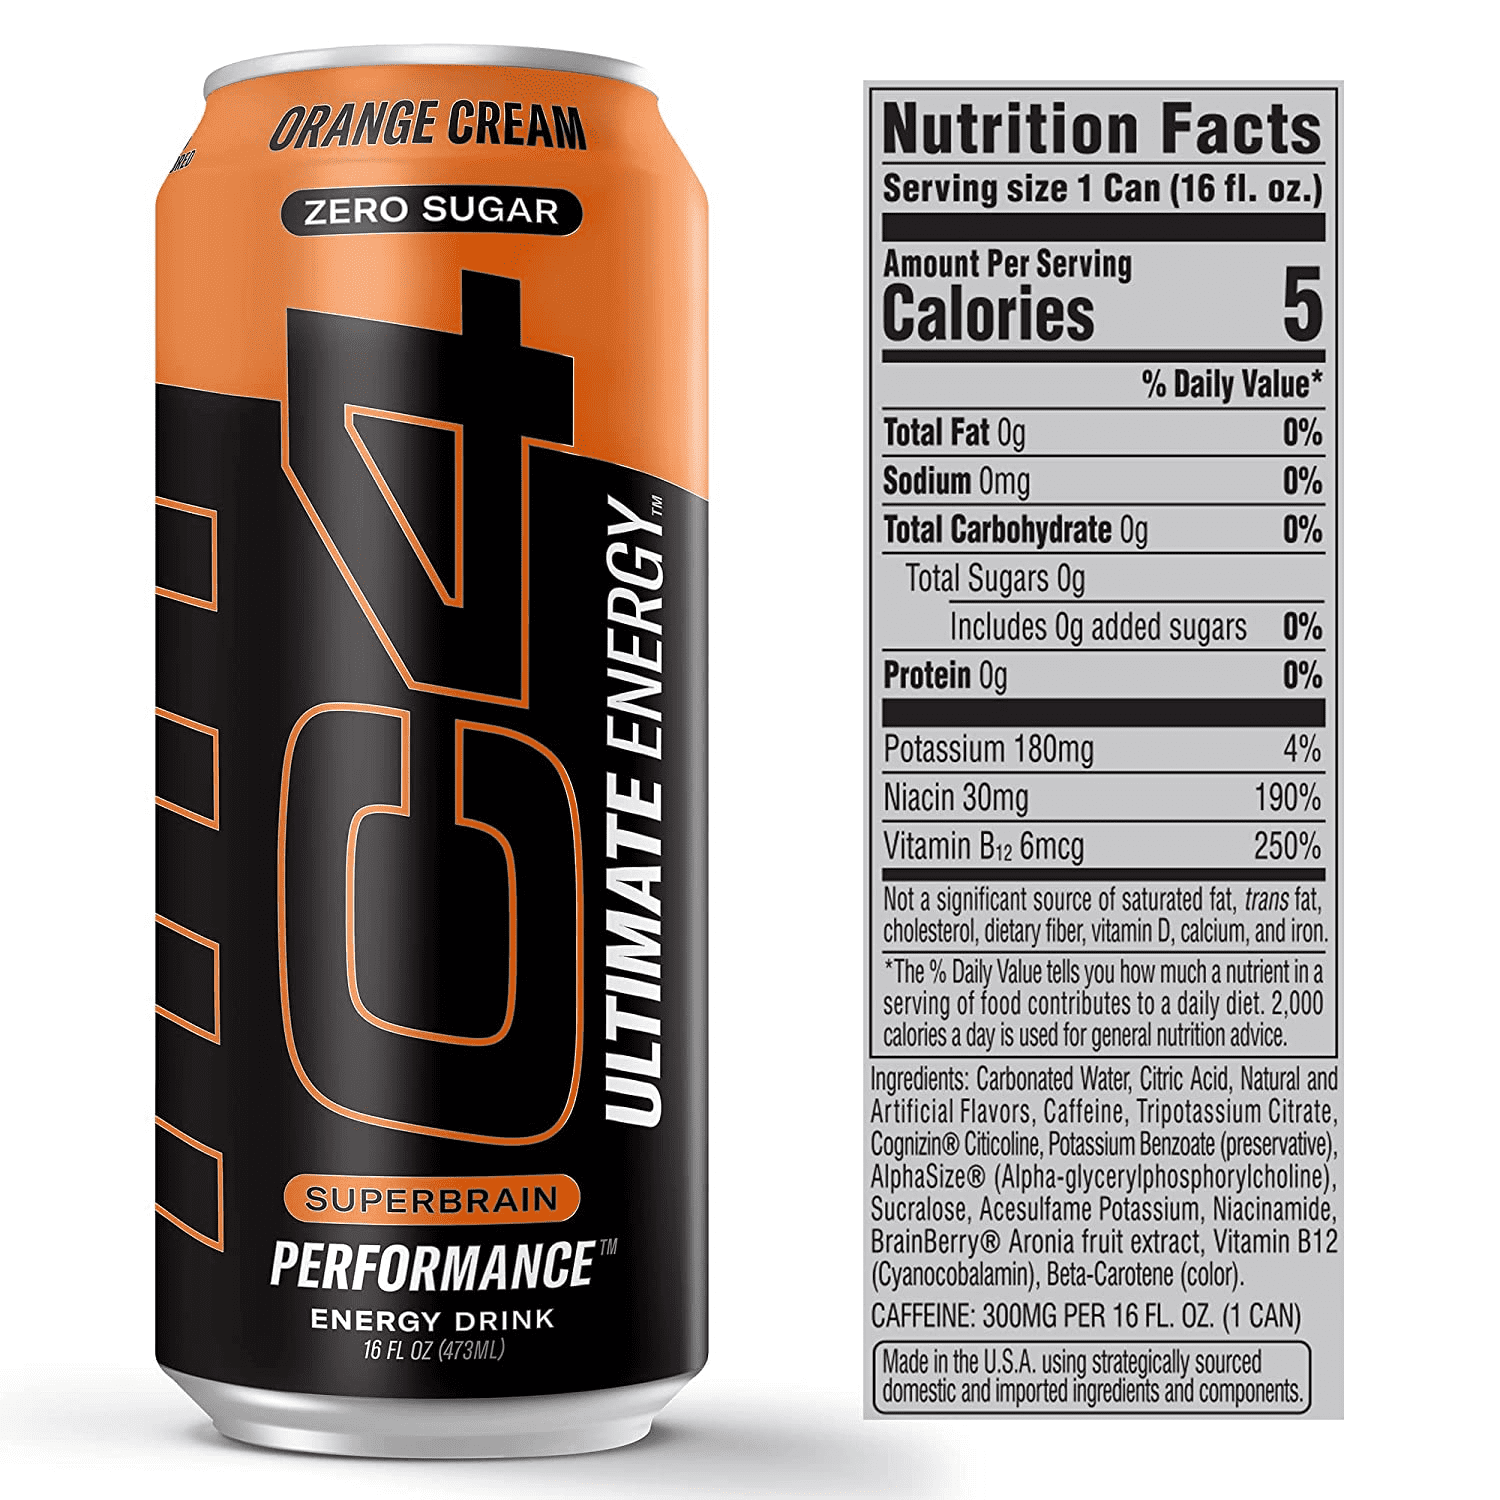 ORANGE CREAM
ZERO SUGAR
C4
ULTIMATE ENERGY™
SUPERBRAIN
PERFORMANCE™
ENERGY DRINK
16 FL OZ (473ML)
Nutrition Facts
Serving size 1 Can (16 fl. oz.)
Amount Per Serving
Calories 5
% Daily Value*
Total Fat 0g 0%
Sodium 0mg 0%
Total Carbohydrate 0g 0%
Total Sugars 0g
Includes 0g added sugars 0%
Protein 0g 0%
Potassium 180mg 4%
Niacin 30mg 190%
Vitamin B12 6mcg 250%
Not a significant source of saturated fat, trans fat,
cholesterol, dietary fiber, vitamin D, calcium, and iron.
*The % Daily Value tells you how much a nutrient in a
serving of food contributes to a daily diet. 2,000
calories a day is used for general nutrition advice.
Ingredients: Carbonated Water, Citric Acid, Natural and
Artificial Flavors, Caffeine, Tripotassium Citrate,
Cognizin® Citicoline, Potassium Benzoate (preservative),
AlphaSize® (Alpha-glycerylphosphorylcholine),
Sucralose, Acesulfame Potassium, Niacinamide,
BrainBerry® Aronia fruit extract, Vitamin B12
(Cyanocobalamin), Beta-Carotene (color).
CAFFEINE: 300MG PER 16 FL. OZ. (1 CAN)
Made in the U.S.A. using strategically sourced
domestic and imported ingredients and components.